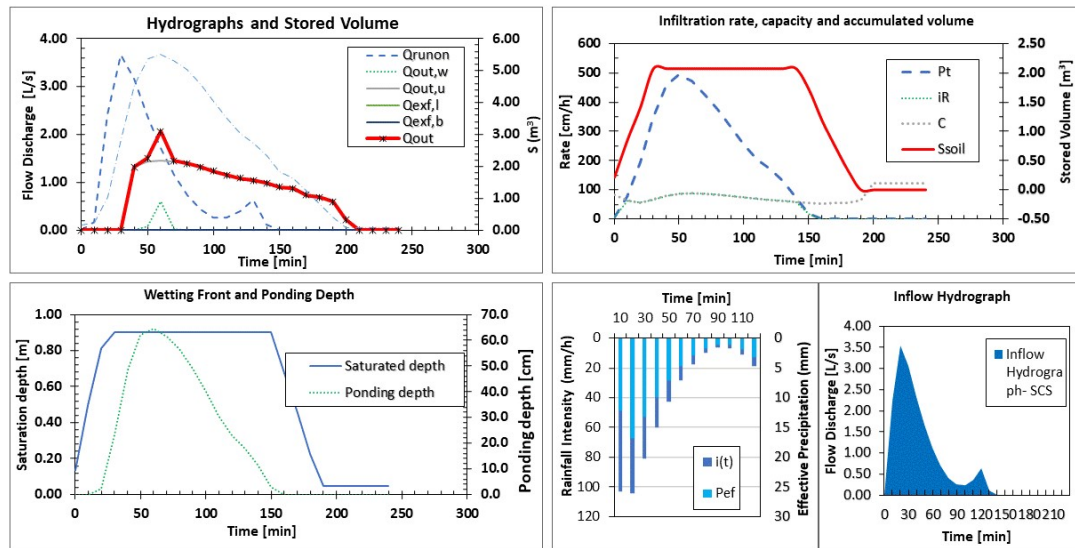 Hydrographs and Stored Volume
4.00
3.00
2.00
1.00
0.00
Flow Discharge [L/s]
6.00
5.00
4.00
3.00
2.00
1.00
0.00
S (m³)
Qrunon
Qout,w
Qout,u
Qexf,l
Qexf,b
Qout
0 50 100 150 200 250
Time [min]
Infiltration rate, capacity and accumulated volume
600
500
400
300
200
100
0
Rate [cm/h]
2.50
2.00
1.50
1.00
0.50
0.00
-0.50
Stored Volume [m³]
Pt
iR
C
Ssoil
0 50 100 150 200 250
Time [min]
Wetting Front and Ponding Depth
1.00
0.80
0.60
0.40
0.20
0.00
Saturation depth [m]
70.0
60.0
50.0
40.0
30.0
20.0
10.0
0.0
Ponding depth [cm]
Saturated depth
Ponding depth
0 50 100 150 200 250
Time [min]
Time [min]
10 30 50 70 90 110
0
20
40
60
80
100
120
Rainfall Intensity (mm/h)
0
5
10
15
20
25
30
Effective Precipitation (mm)
i(t)
Pef
Inflow Hydrograph
4.00
3.50
3.00
2.50
2.00
1.50
1.00
0.50
0.00
Flow Discharge [L/s]
Inflow
Hydrogra
ph- SCS
0 30 60 90 120150180210
Time [min]